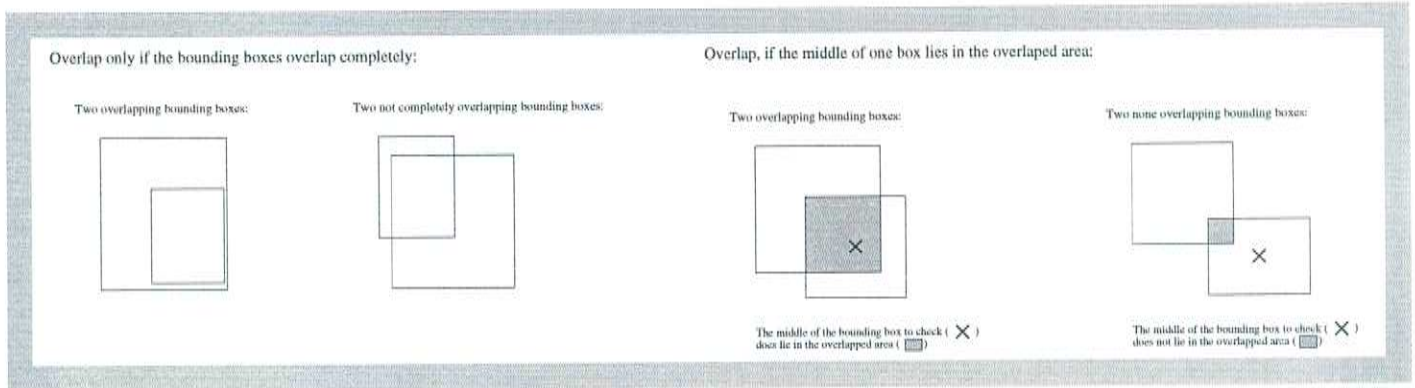 Overlap only if the bounding boxes overlap completely:
Two overlapping bounding boxes:
Two not completely overlapping bounding boxes:
Overlap, if the middle of one box lies in the overlaped area:
Two overlapping bounding boxes:
The middle of the bounding box to check ( X )
does lie in the overlapped area ( )
Two none overlapping bounding boxes:
The middle of the bounding box to check ( X )
does not lie in the overlapped area ( )